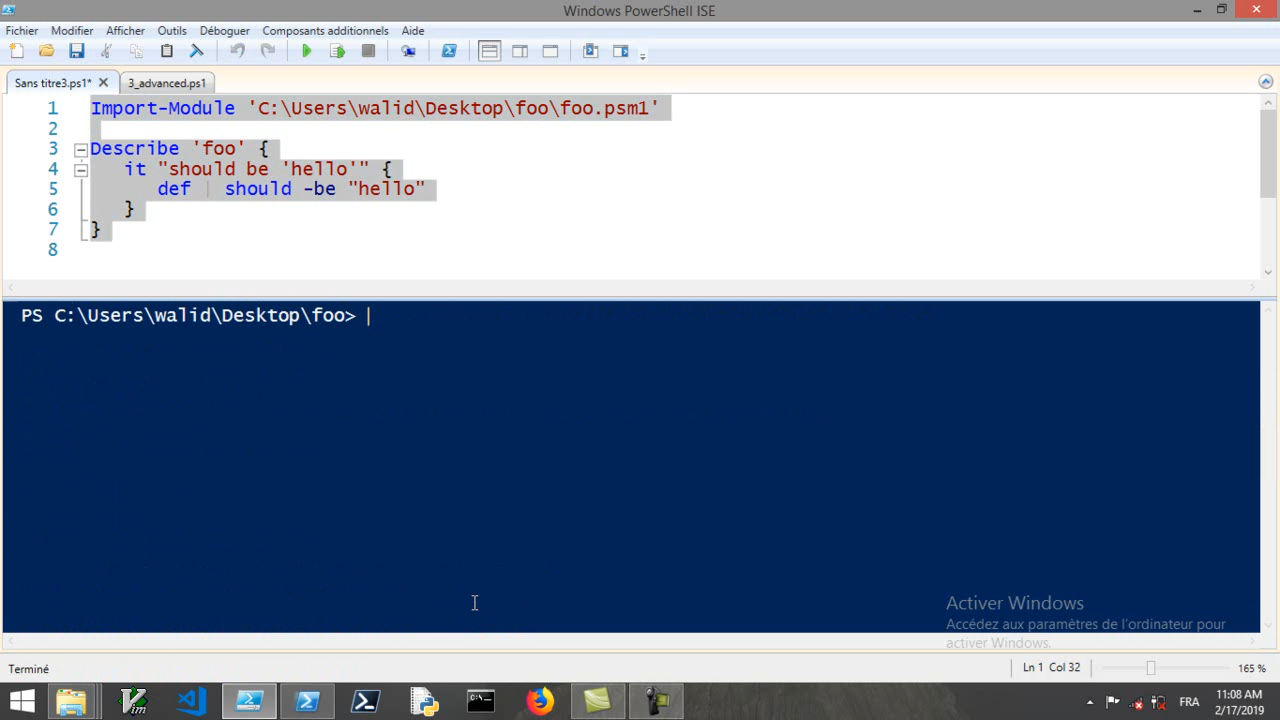 Windows PowerShell ISE
Fichier Modifier Afficher Outils Déboguer Composants additionnels Aide
Sans titre3.ps1* 3_advanced.ps1
1 Import-Module 'C:\Users\walid\Desktop\foo\foo.psm1'
2
3 Describe 'foo' {
4 it "should be 'hello'" {
5 def | should -be "hello"
6 }
7 }
8
PS C:\Users\walid\Desktop\foo>
Activer Windows
Accédez aux paramètres de l'ordinateur pour
activer Windows.
Terminé Ln 1 Col 32 165 %
FRA 11:08 AM
2/17/2019